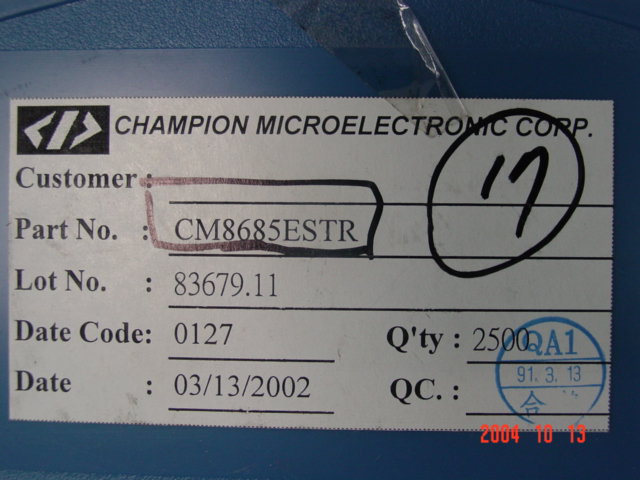 CHAMPION MICROELECTRONIC CORP.
17
Customer :
Part No. : CM8685ESTR
Lot No. : 83679.11
Date Code: 0127 Q'ty : 2500
QA1
91. 3. 13
Date : 03/13/2002 QC. :
合
2004 10 13